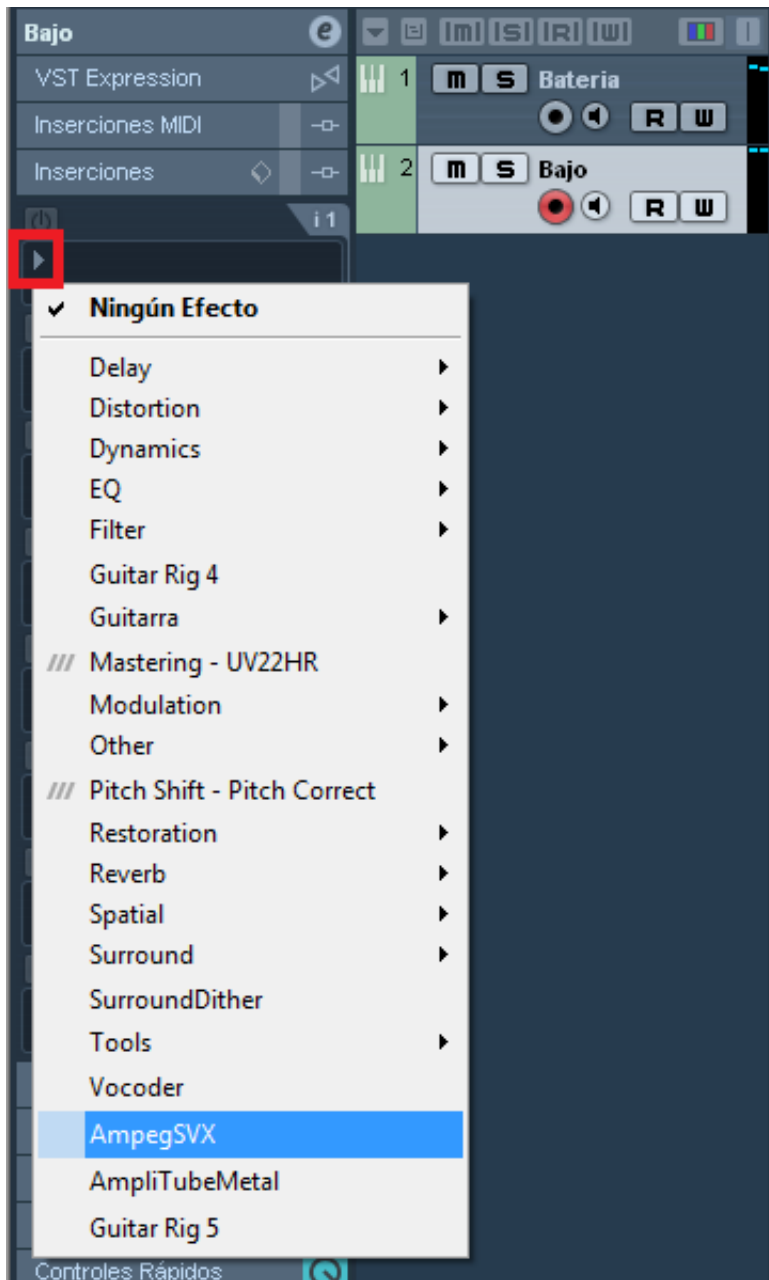 Bajo e
VST Expression
Inserciones MIDI
Inserciones
i 1
m S R W
1 m S Bateria
R W
2 m S Bajo
R W
Ningún Efecto
Delay
Distortion
Dynamics
EQ
Filter
Guitar Rig 4
Guitarra
/// Mastering - UV22HR
Modulation
Other
/// Pitch Shift - Pitch Correct
Restoration
Reverb
Spatial
Surround
SurroundDither
Tools
Vocoder
AmpegSVX
AmpliTubeMetal
Guitar Rig 5
Controles Rápidos